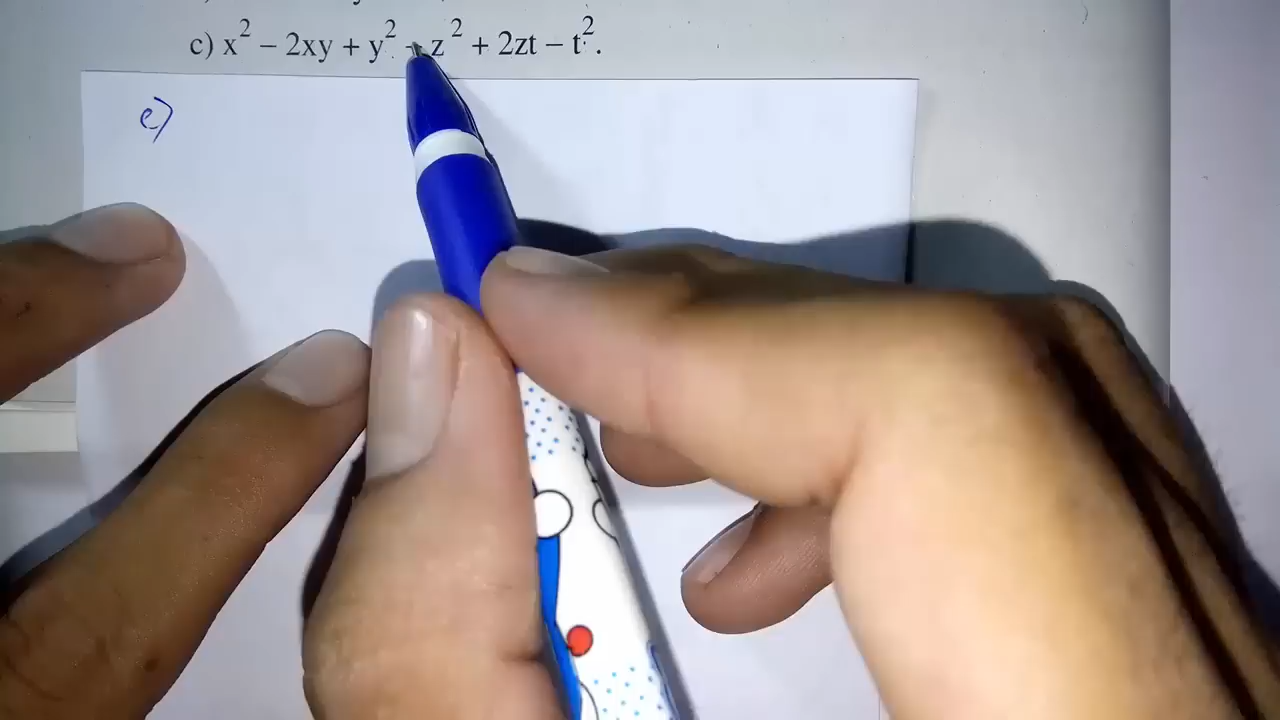 c) x² – 2xy + y² - z² + 2zt – t².
c)